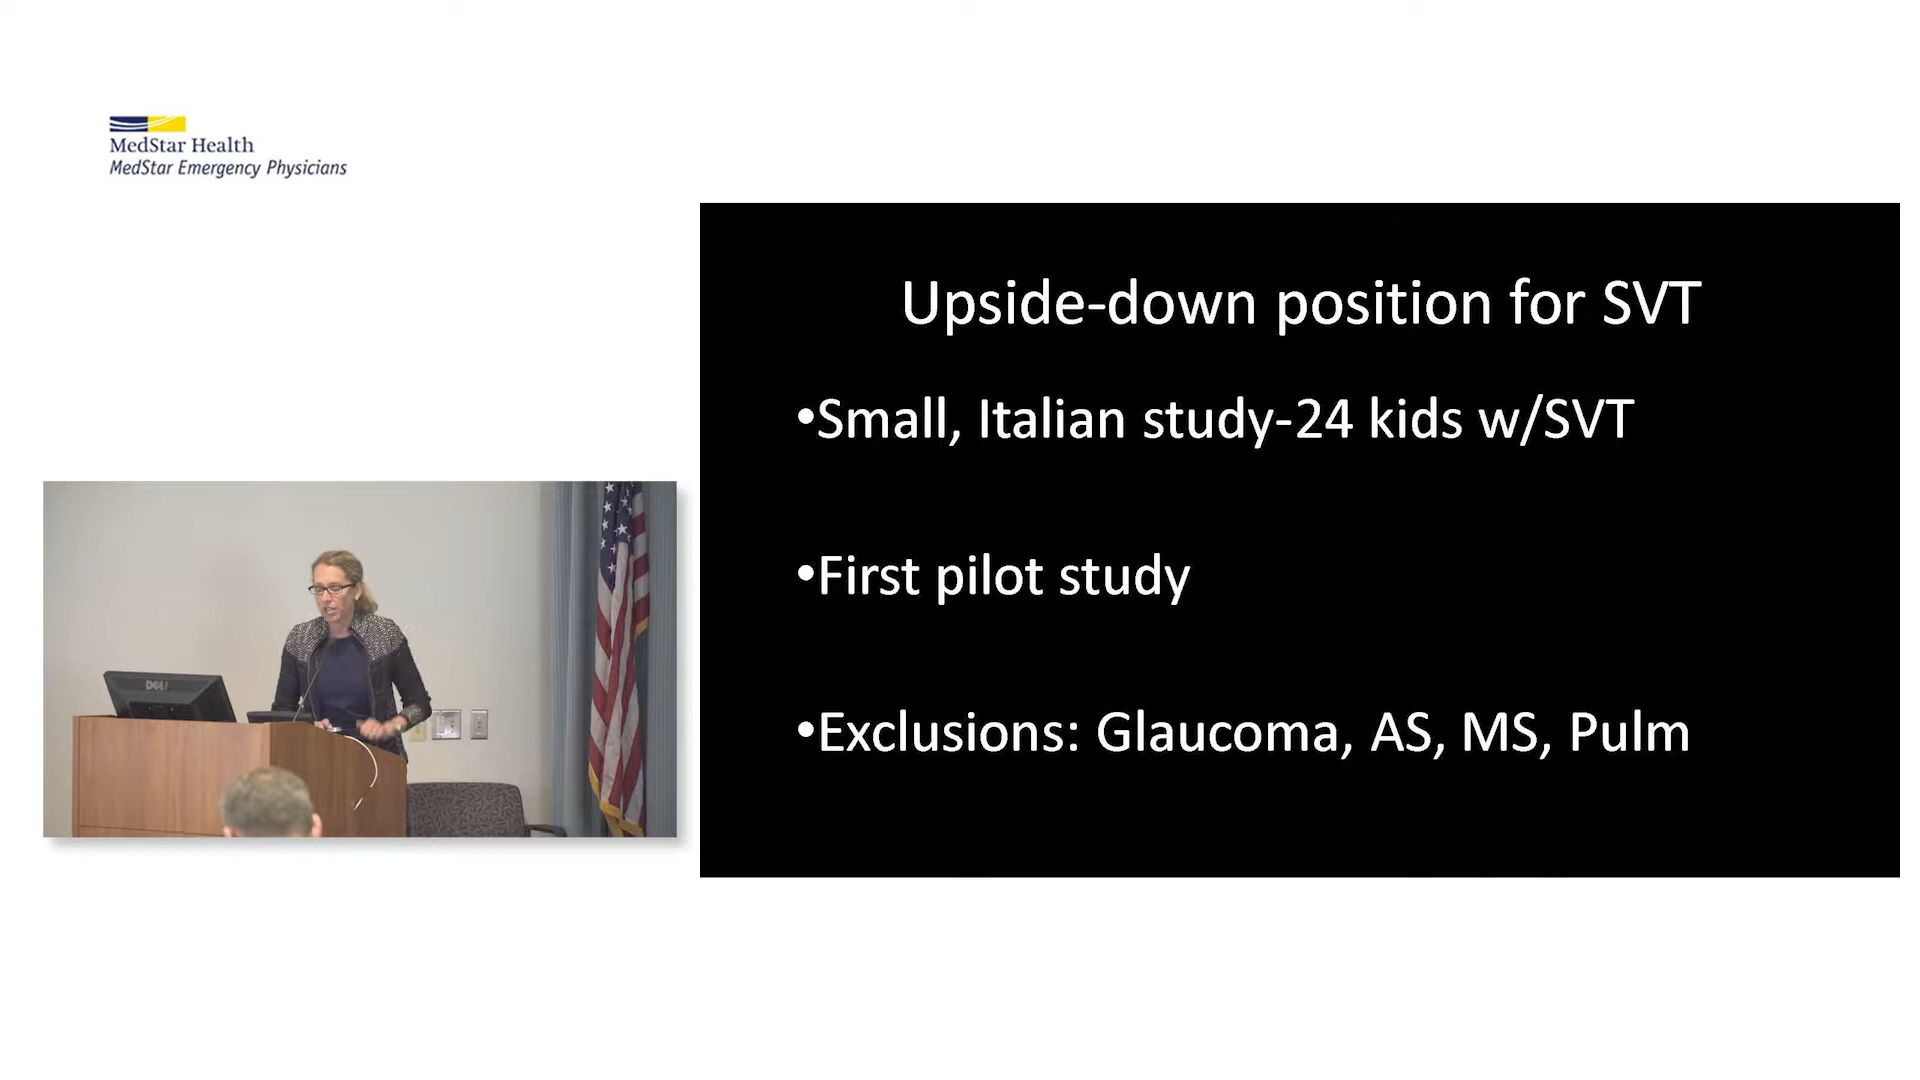 MedStar Health
MedStar Emergency Physicians
Upside-down position for SVT
•Small, Italian study-24 kids w/SVT
•First pilot study
•Exclusions: Glaucoma, AS, MS, Pulm
DELL